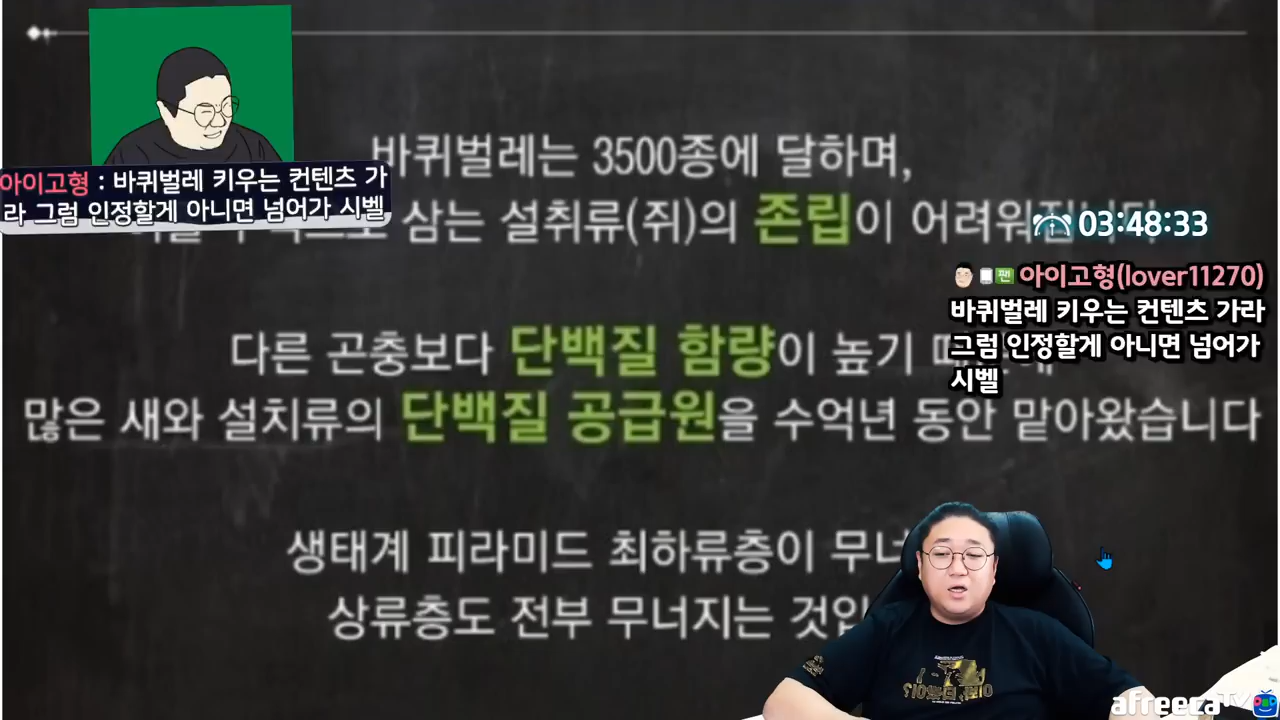 바퀴벌레는 3500종에 달하며,
아이고형 : 바퀴벌레 키우는 컨텐츠 가
라 그럼 인정할게 아니면 넘어가 시벨
삼는 설취류(쥐)의 존립이 어려워집니다
03:48:33
팬 아이고형(lover11270)
바퀴벌레 키우는 컨텐츠 가라
그럼 인정할게 아니면 넘어가
시벨
다른 곤충보다 단백질 함량이 높기
많은 새와 설치류의 단백질 공급원을 수억년 동안 맡아왔습니다
생태계 피라미드 최하류층이
상류층도 전부 무너지는
afreecaTV